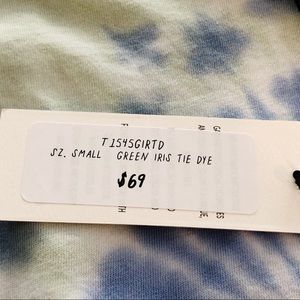 T1545GIRTD
SZ. SMALL GREEN IRIS TIE DYE
$69